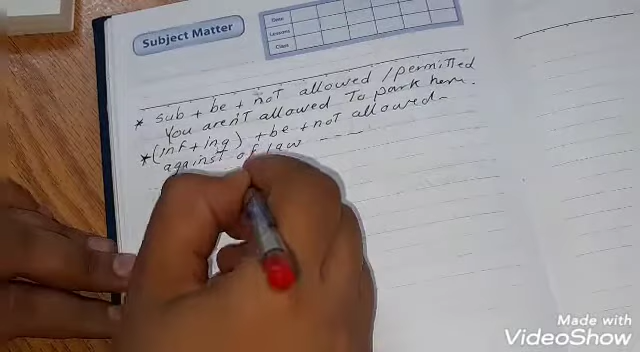 Subject Matter
Date
Lessons
Class
* sub + be + not allowed / permitted
You aren't allowed To park here.
*(inf + ing) + be + not allowed
against of law ----
Made with
VideoShow